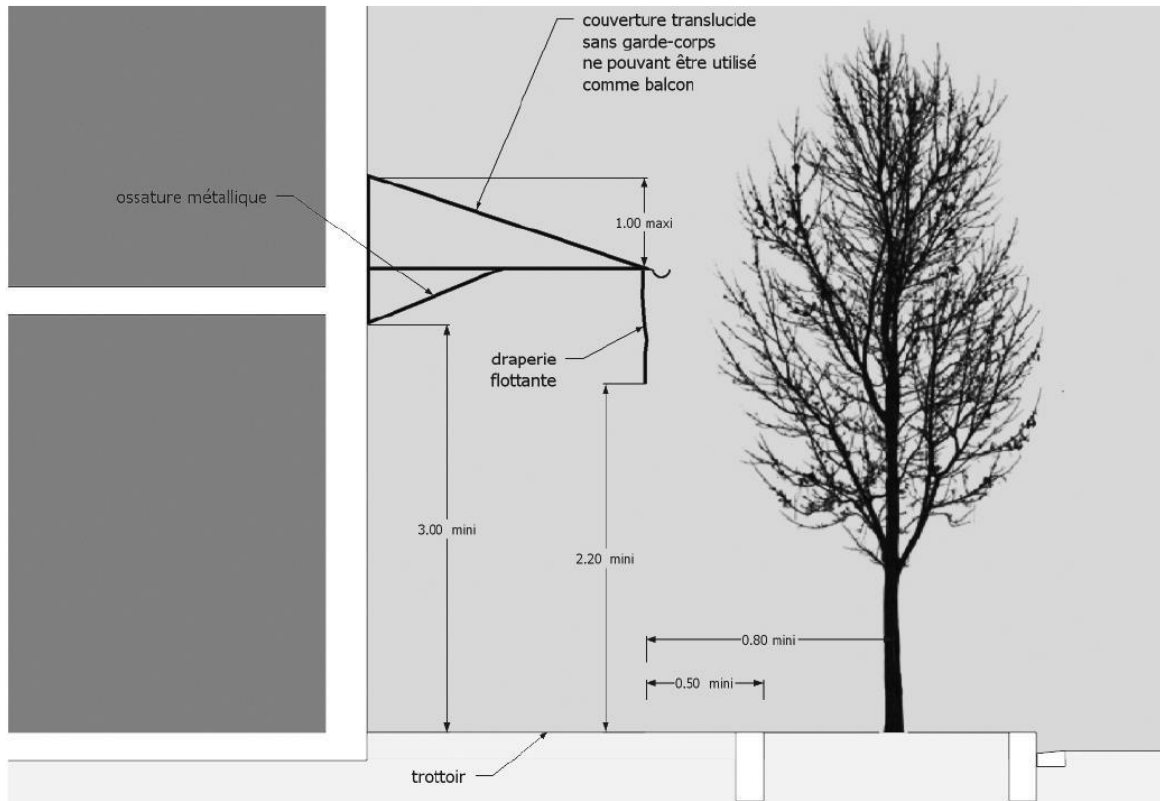 couverture translucide
sans garde-corps
ne pouvant être utilisé
comme balcon
ossature métallique
1.00 maxi
draperie
flottante
3.00 mini
2.20 mini
0.80 mini
0.50 mini
trottoir